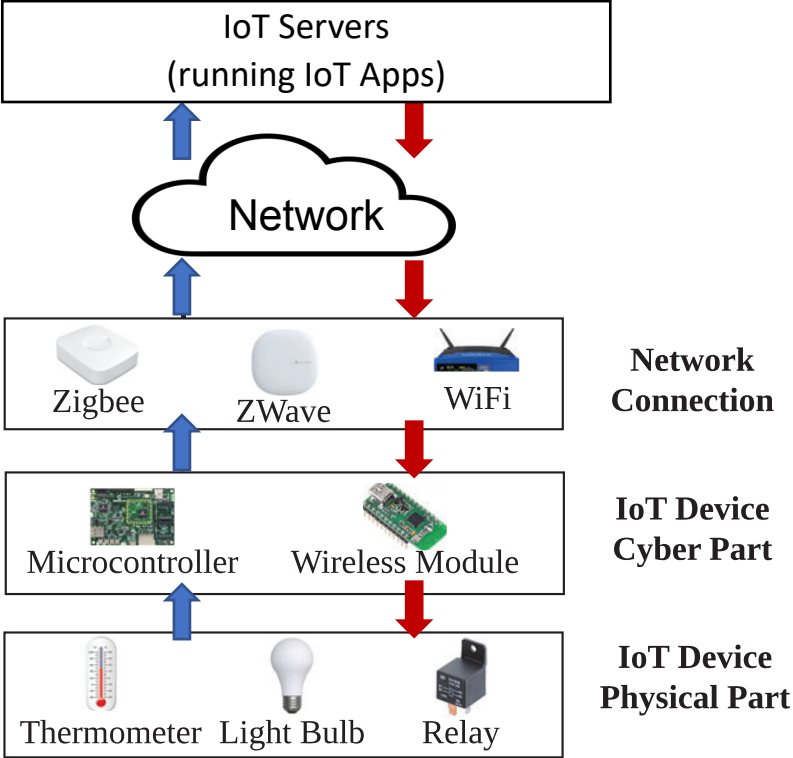 IoT Servers
(running IoT Apps)
Network
Zigbee
ZWave
WiFi
Network
Connection
Microcontroller
Wireless Module
IoT Device
Cyber Part
Thermometer
Light Bulb
Relay
IoT Device
Physical Part